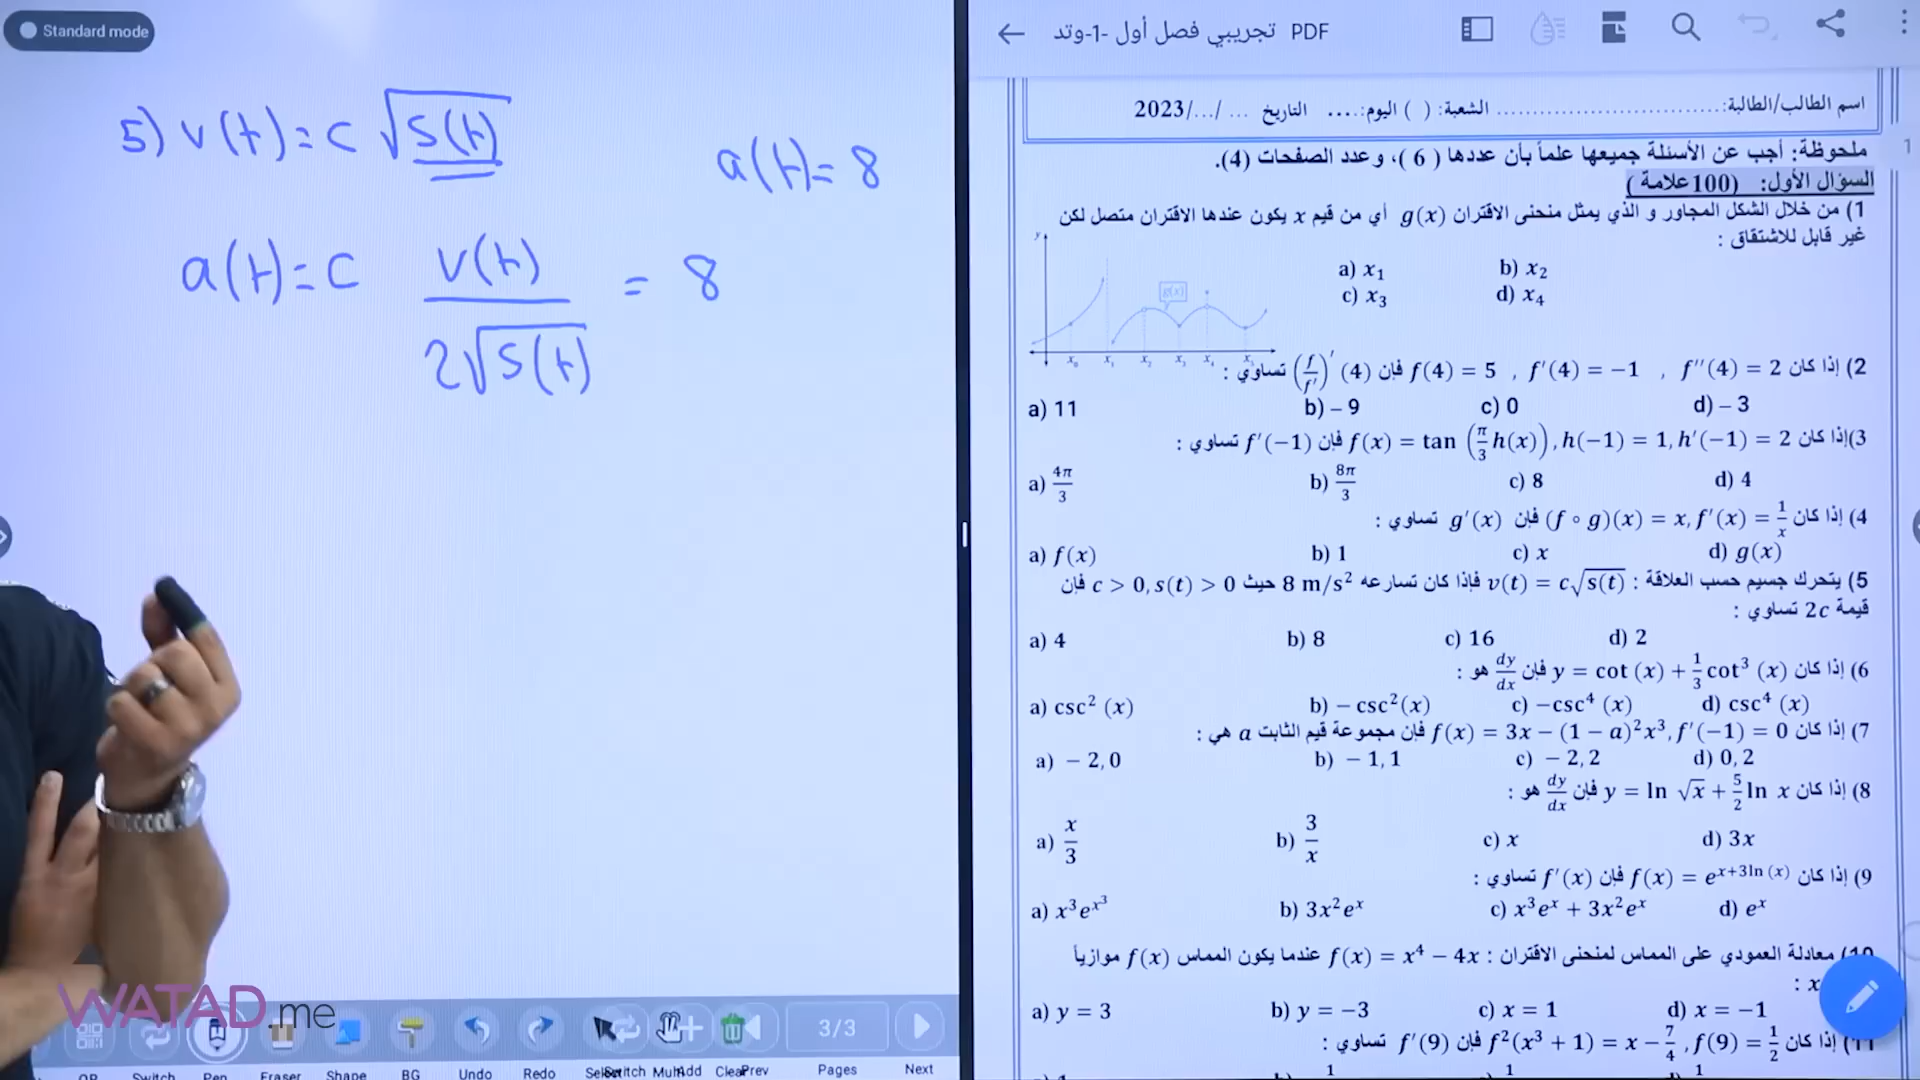 Standard mode
5) v(t) = c √s(t)
a(t) = 8
a(t) = c v(t) / 2√s(t) = 8
تجريبي فصل أول -1-وتد PDF
اسم الطالب/الطالبة: ........................ الشعبة: ( ) اليوم: .... التاريخ ... /.../2023
ملحوظة: أجب عن الأسئلة جميعها علماً بأن عددها ( 6 )، وعدد الصفحات (4).
السؤال الأول: (100علامة )
1) من خلال الشكل المجاور و الذي يمثل منحنى الاقتران g(x) أي من قيم x يكون عندها الاقتران متصل لكن
غير قابل للاشتقاق :
a) x₁ b) x₂
c) x₃ d) x₄
y g(x)
2) إذا كان f(4) = 5 , f'(4) = −1 , f''(4) = 2 فإن (f/f')' (4) تساوي :
a) 11 b) – 9 c) 0 d) – 3
3)إذا كان f(x) = tan (π/3 h(x)), h(−1) = 1, h'(−1) = 2 فإن f'(−1) تساوي :
a) 4π/3 b) 8π/3 c) 8 d) 4
4) إذا كان (f ∘ g)(x) = x, f'(x) = 1/x فإن g'(x) تساوي :
a) f(x) b) 1 c) x d) g(x)
5) يتحرك جسيم حسب العلاقة : v(t) = c√s(t) فإذا كان تسارعه 8 m/s² حيث c > 0, s(t) > 0 فإن
قيمة 2c تساوي :
a) 4 b) 8 c) 16 d) 2
6) إذا كان y = cot (x) + 1/3 cot³ (x) فإن dy/dx هو :
a) csc² (x) b) − csc²(x) c) −csc⁴ (x) d) csc⁴ (x)
7) إذا كان f(x) = 3x − (1 − a)²x³, f'(−1) = 0 فإن مجموعة قيم الثابت a هي :
a) − 2, 0 b) − 1, 1 c) − 2, 2 d) 0, 2
8) إذا كان y = ln √x + 5/2 ln x فإن dy/dx هو :
a) x/3 b) 3/x c) x d) 3x
9) إذا كان f(x) = e^(x+3ln (x)) فإن f'(x) تساوي :
a) x³e^(x³) b) 3x²eˣ c) x³eˣ + 3x²eˣ d) eˣ
10) معادلة العمودي على المماس لمنحنى الاقتران : f(x) = x⁴ − 4x عندما يكون المماس f(x) موازياً
x :
a) y = 3 b) y = −3 c) x = 1 d) x = −1
11) إذا كان f²(x³ + 1) = x − 7/4 , f(9) = 1/2 فإن f'(9) تساوي :
1
WATAD.me
3/3
Switch Pen Eraser Shape BG Undo Redo Select Switch Multi Add Clear Prev Pages Next